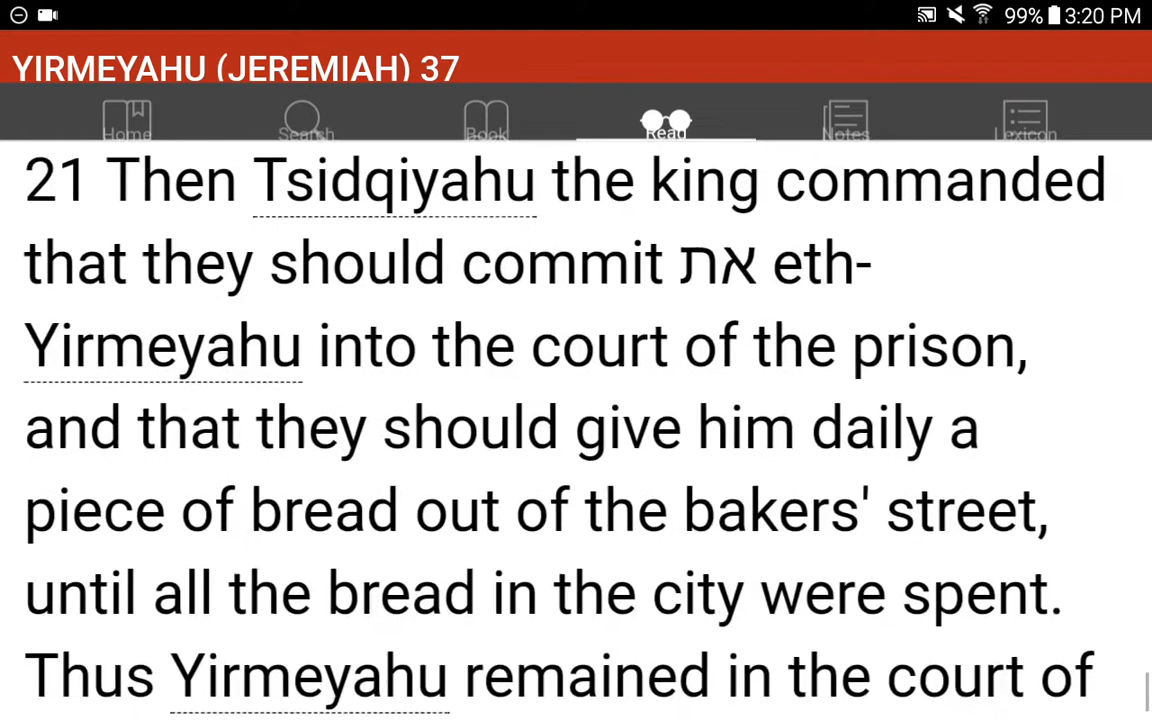 99% 3:20 PM
YIRMEYAHU (JEREMIAH) 37
Home Search Book Read Notes Lexicon
21 Then Tsidqiyahu the king commanded
that they should commit את eth-
Yirmeyahu into the court of the prison,
and that they should give him daily a
piece of bread out of the bakers' street,
until all the bread in the city were spent.
Thus Yirmeyahu remained in the court of